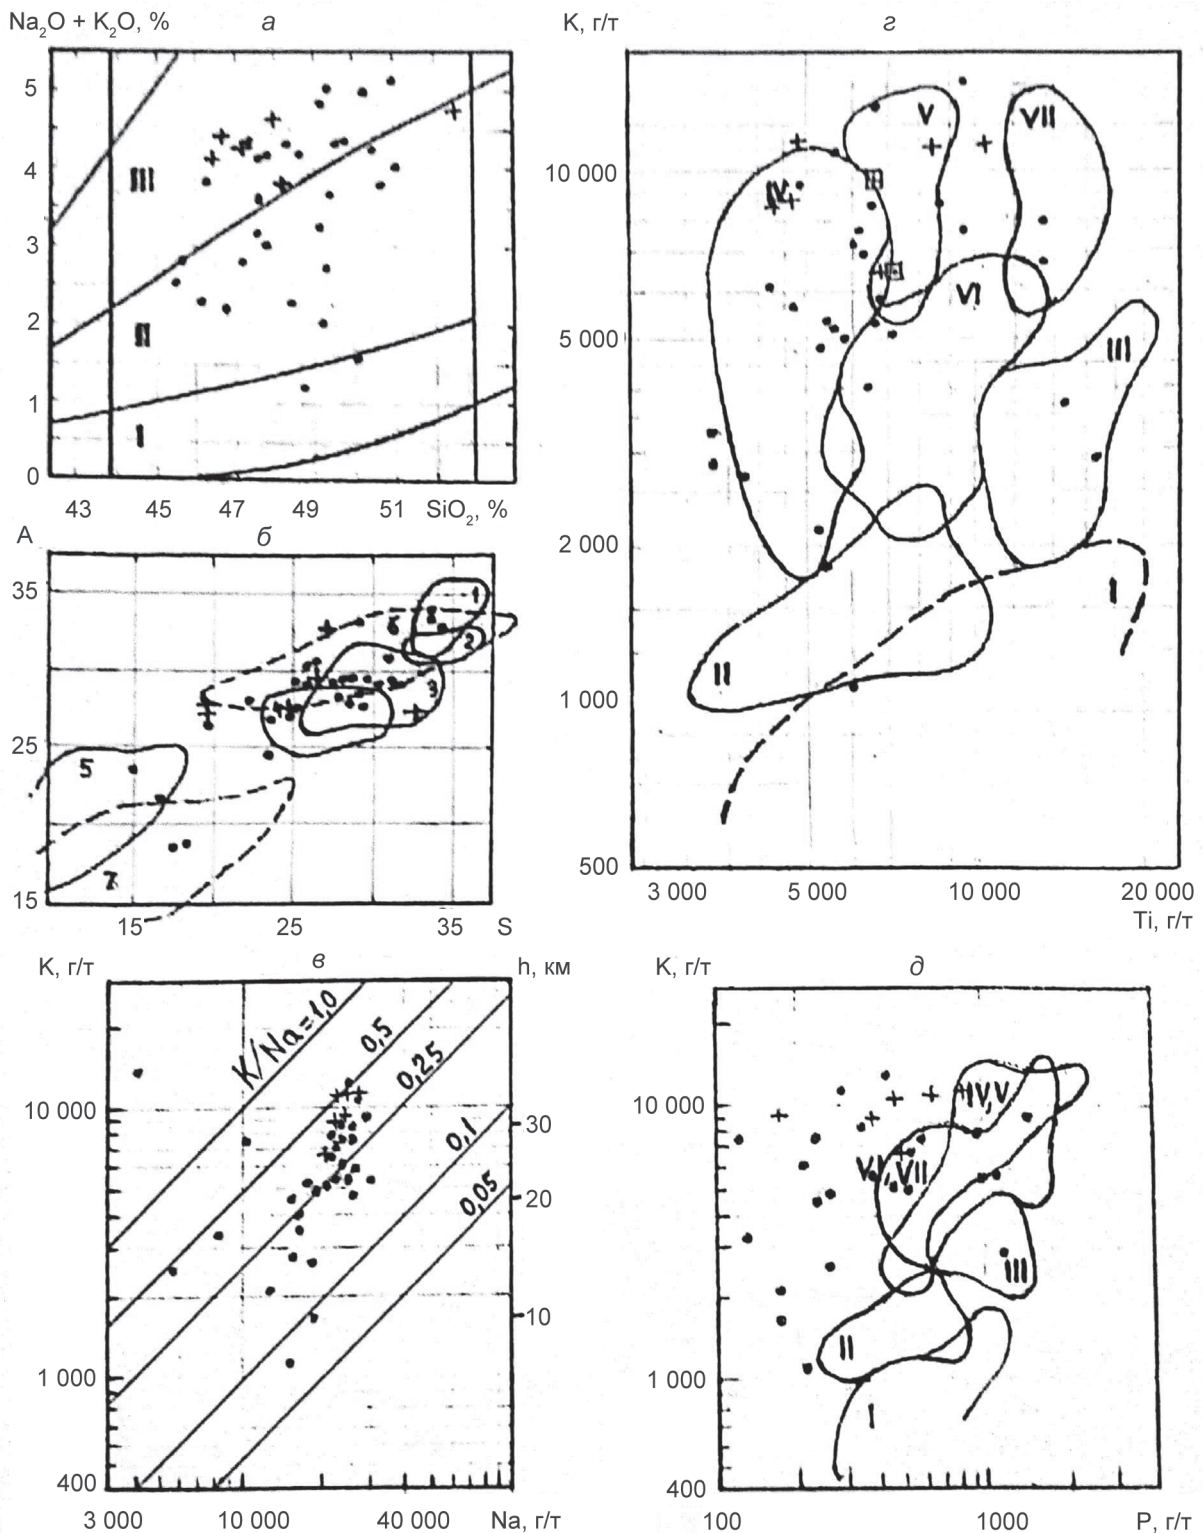 Na2O + K2O, %
а
5
4
3
2
1
0
III
II
I
43 45 47 49 51 SiO2, %
А
б
35
25
15
1
2
3
5
7
15 25 35 S
К, г/т
в
h, км
K/Na=1,0
0,5
0,25
0,1
0,05
10 000
1 000
400
30
20
10
3 000 10 000 40 000 Na, г/т
К, г/т
г
10 000
5 000
2 000
1 000
500
IV
V
VII
VI
III
II
I
3 000 5 000 10 000 20 000
Ti, г/т
К, г/т
д
10 000
1 000
400
IV, V
VI, VII
III
II
I
100 1000 P, г/т